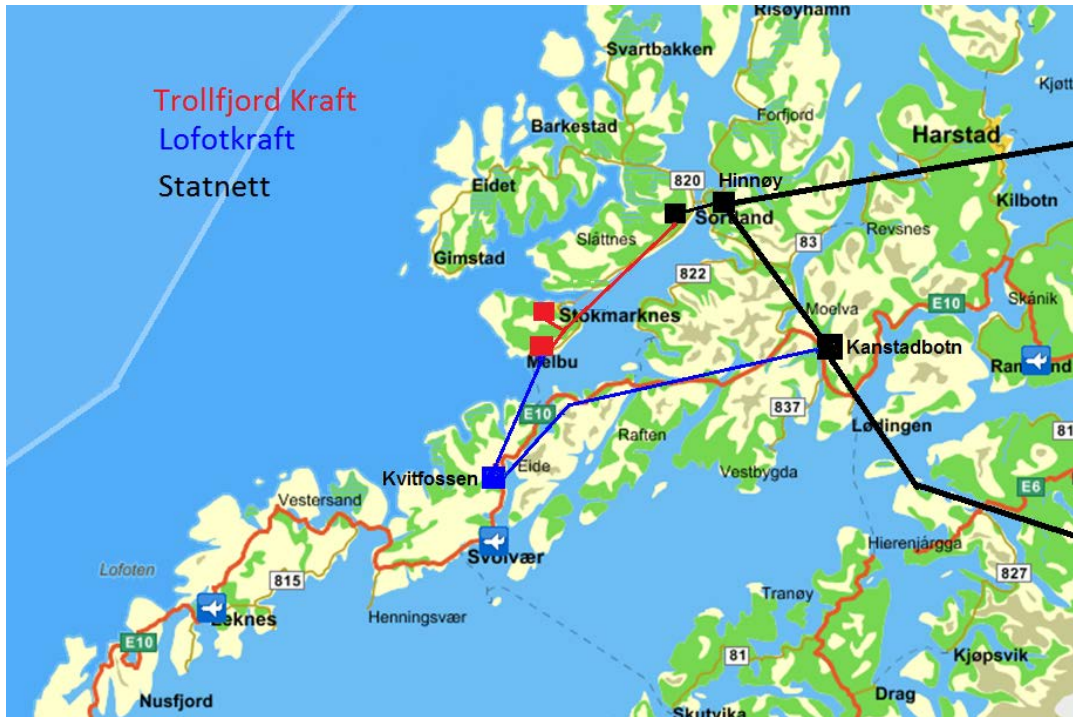 Risøyhamn
Svartbakken
Kjøtt
Trollfjord Kraft
Lofotkraft
Statnett
Barkestad
Forfjord
Harstad
820
Hinnøy
Eidet
Sortland
Kilbotn
Slåttnes
83
Revsnes
Gimstad
822
E10
Skånik
Stokmarknes
Moelva
Kanstadbotn
Melbu
E10
837
Lødingen
Raften
81
Kvitfossen
Eide
Vestbygda
E6
Vestersand
Svolvær
Hierenjárgga
Lofoten
815
827
Tranøy
Leknes
Henningsvær
E10
81
Kjøpsvik
Nusfjord
Drag
Skutvika